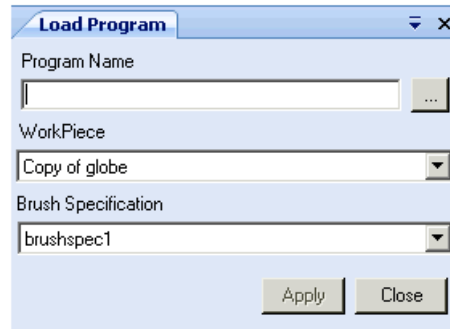 Load Program
Program Name
...
WorkPiece
Copy of globe
Brush Specification
brushspec1
Apply Close